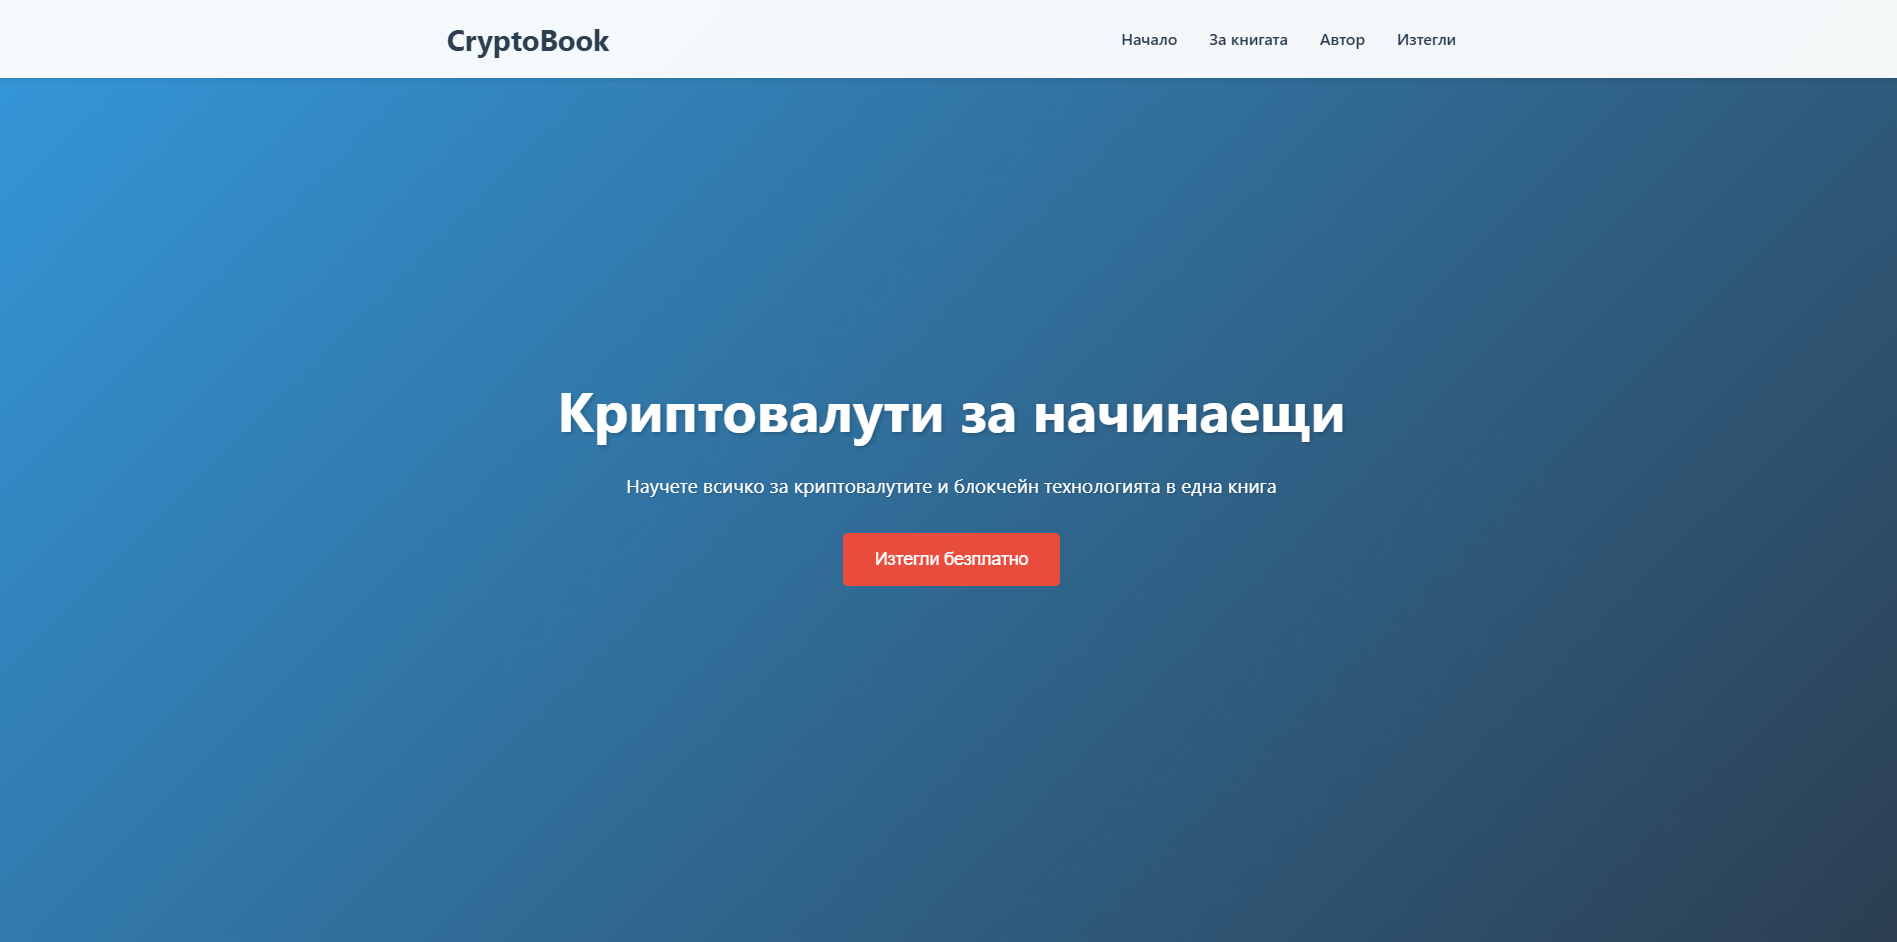 CryptoBook
Начало За книгата Автор Изтегли
Криптовалути за начинаещи
Научете всичко за криптовалутите и блокчейн технологията в една книга
Изтегли безплатно